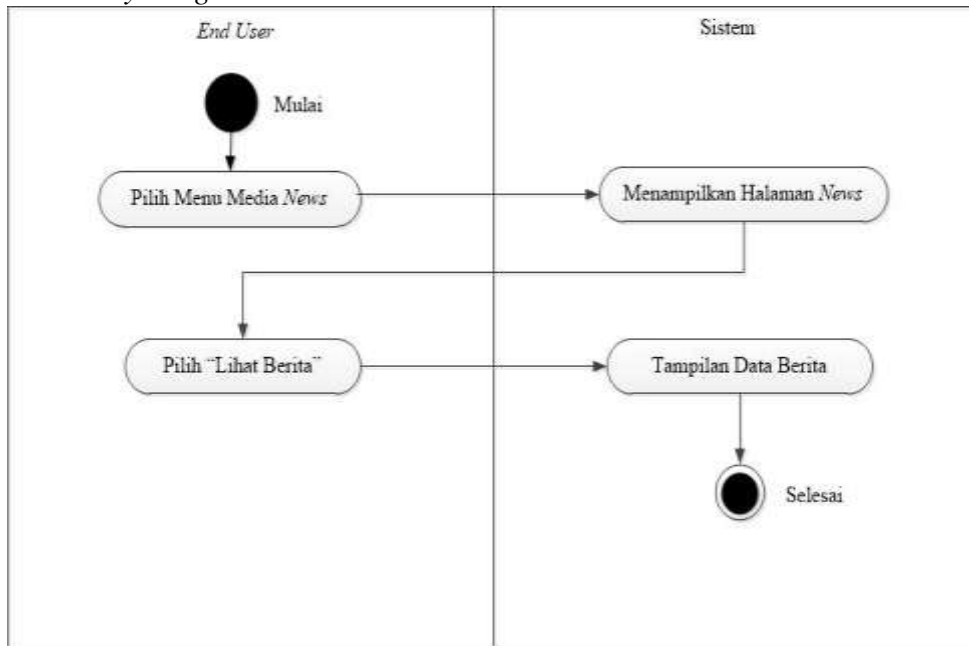 End User
Sistem
Mulai
Pilih Menu Media News
Menampilkan Halaman News
Pilih “Lihat Berita”
Tampilan Data Berita
Selesai